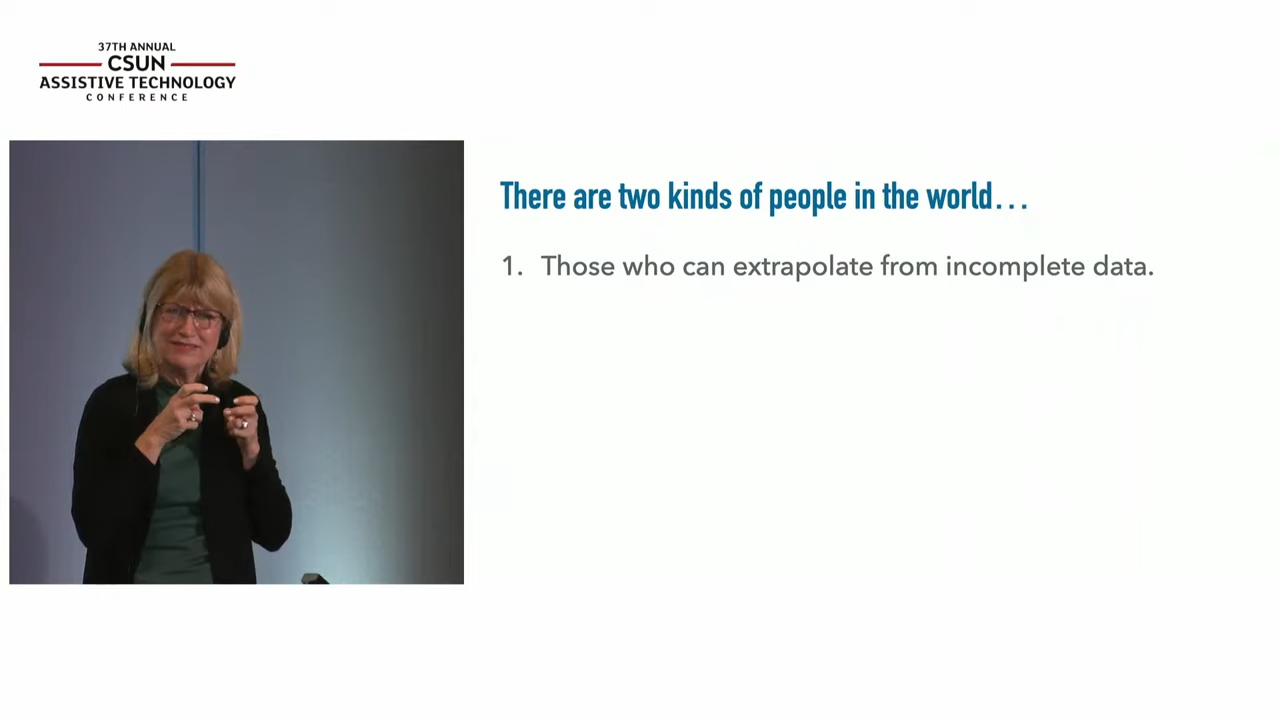 37TH ANNUAL
CSUN
ASSISTIVE TECHNOLOGY
CONFERENCE
There are two kinds of people in the world...
1. Those who can extrapolate from incomplete data.